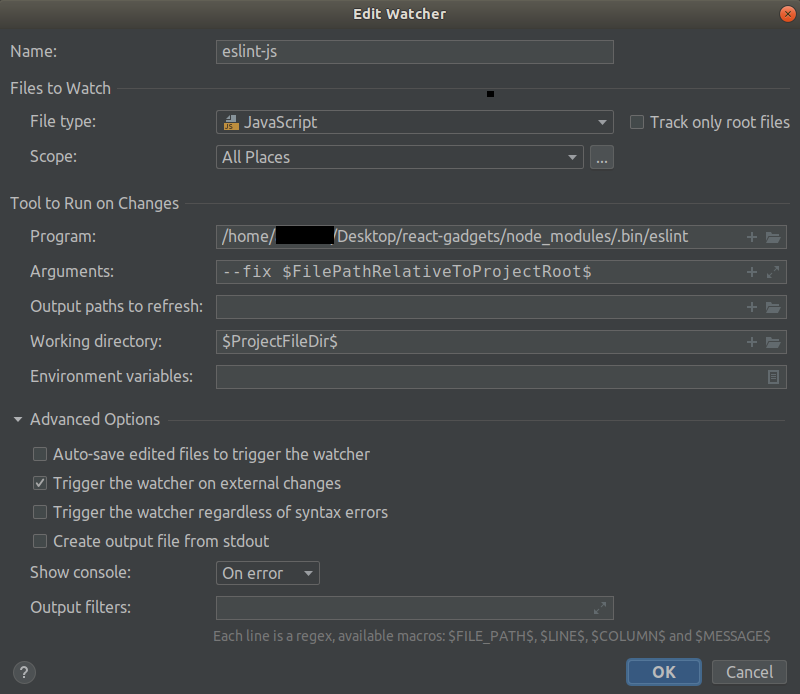 Edit Watcher
Name: eslint-js
Files to Watch
File type: JavaScript Track only root files
Scope: All Places ...
Tool to Run on Changes
Program: /home/ /Desktop/react-gadgets/node_modules/.bin/eslint
Arguments: --fix $FilePathRelativeToProjectRoot$
Output paths to refresh:
Working directory: $ProjectFileDir$
Environment variables:
Advanced Options
Auto-save edited files to trigger the watcher
Trigger the watcher on external changes
Trigger the watcher regardless of syntax errors
Create output file from stdout
Show console: On error
Output filters:
Each line is a regex, available macros: $FILE_PATH$, $LINE$, $COLUMN$ and $MESSAGE$
? OK Cancel